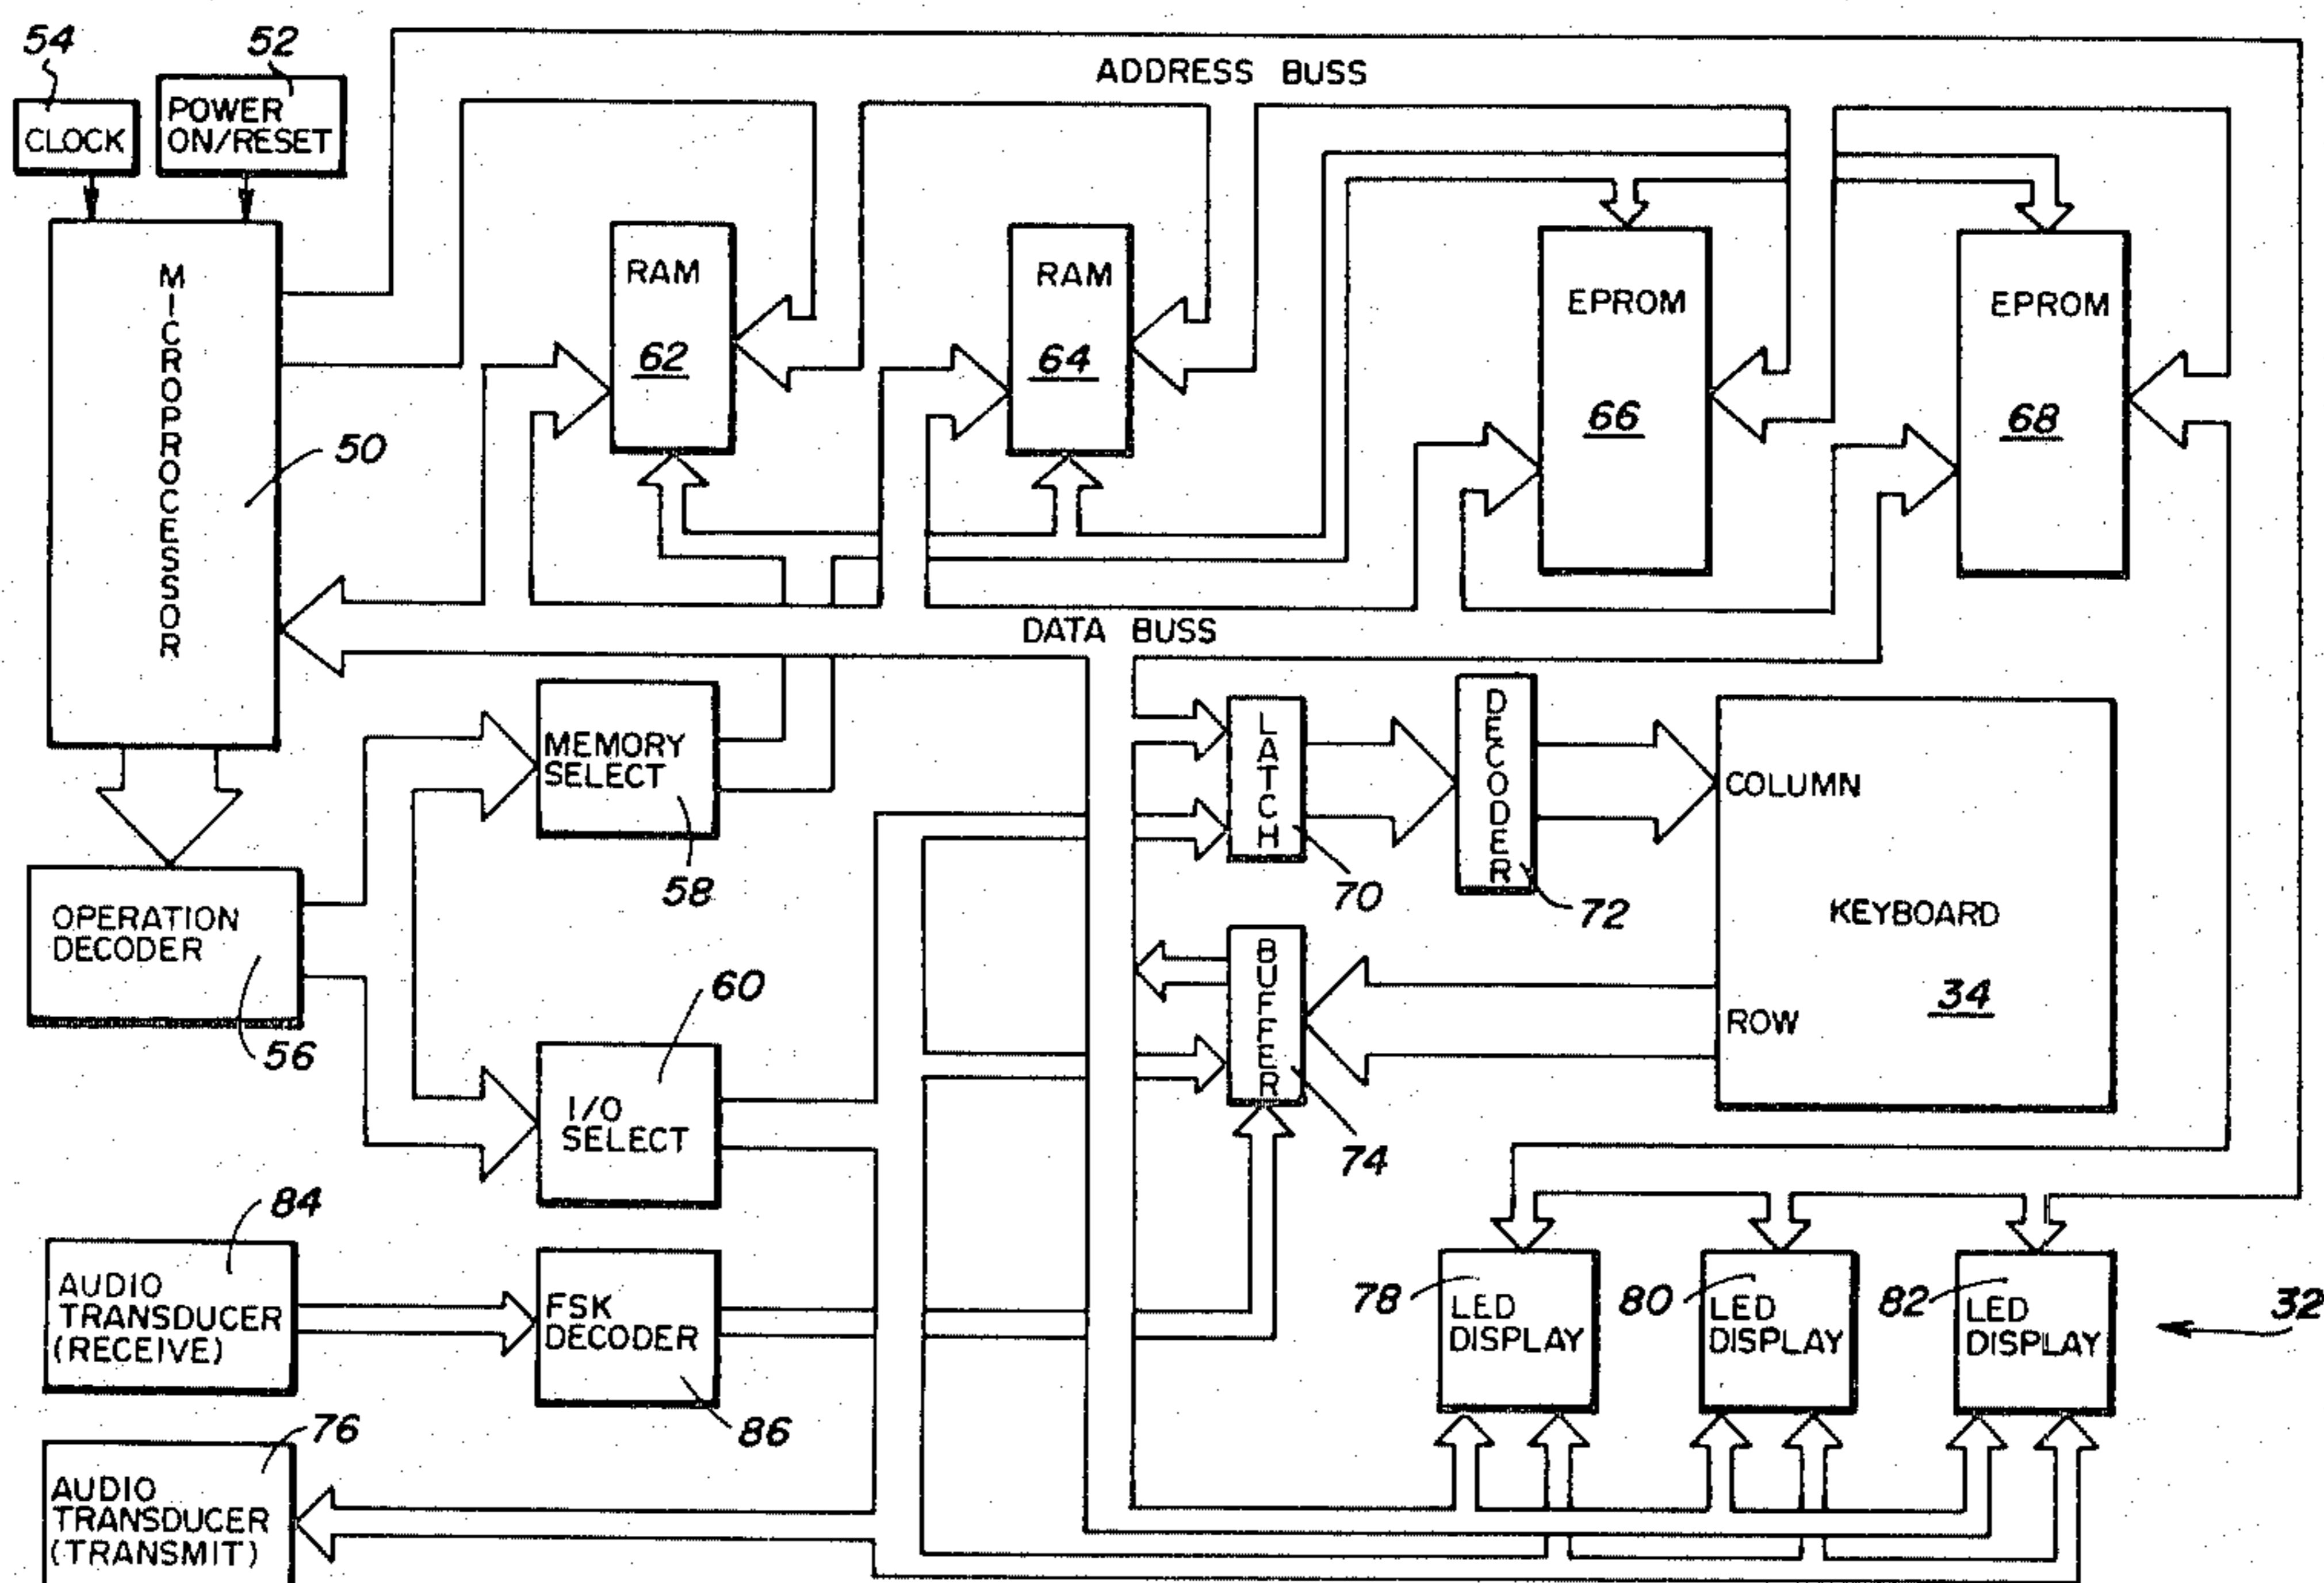 54
52
ADDRESS BUSS
CLOCK
POWER
ON/RESET
MICROPROCESSOR
50
RAM
62
RAM
64
EPROM
66
EPROM
68
DATA BUSS
MEMORY
SELECT
58
LATCH
70
DECODER
72
COLUMN
KEYBOARD
34
ROW
OPERATION
DECODER
56
BUFFER
74
60
I/O
SELECT
84
AUDIO
TRANSDUCER
(RECEIVE)
FSK
DECODER
86
78
LED
DISPLAY
80
LED
DISPLAY
82
LED
DISPLAY
32
76
AUDIO
TRANSDUCER
(TRANSMIT)